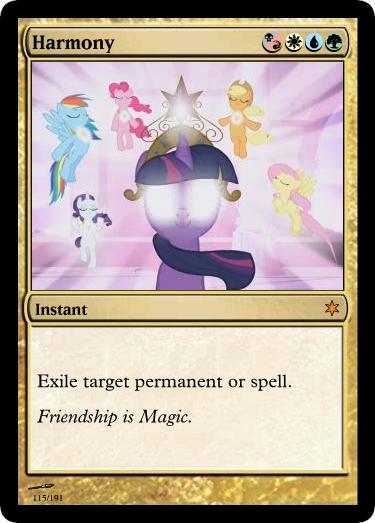 Harmony
Instant
Exile target permanent or spell.
Friendship is Magic.
115/191